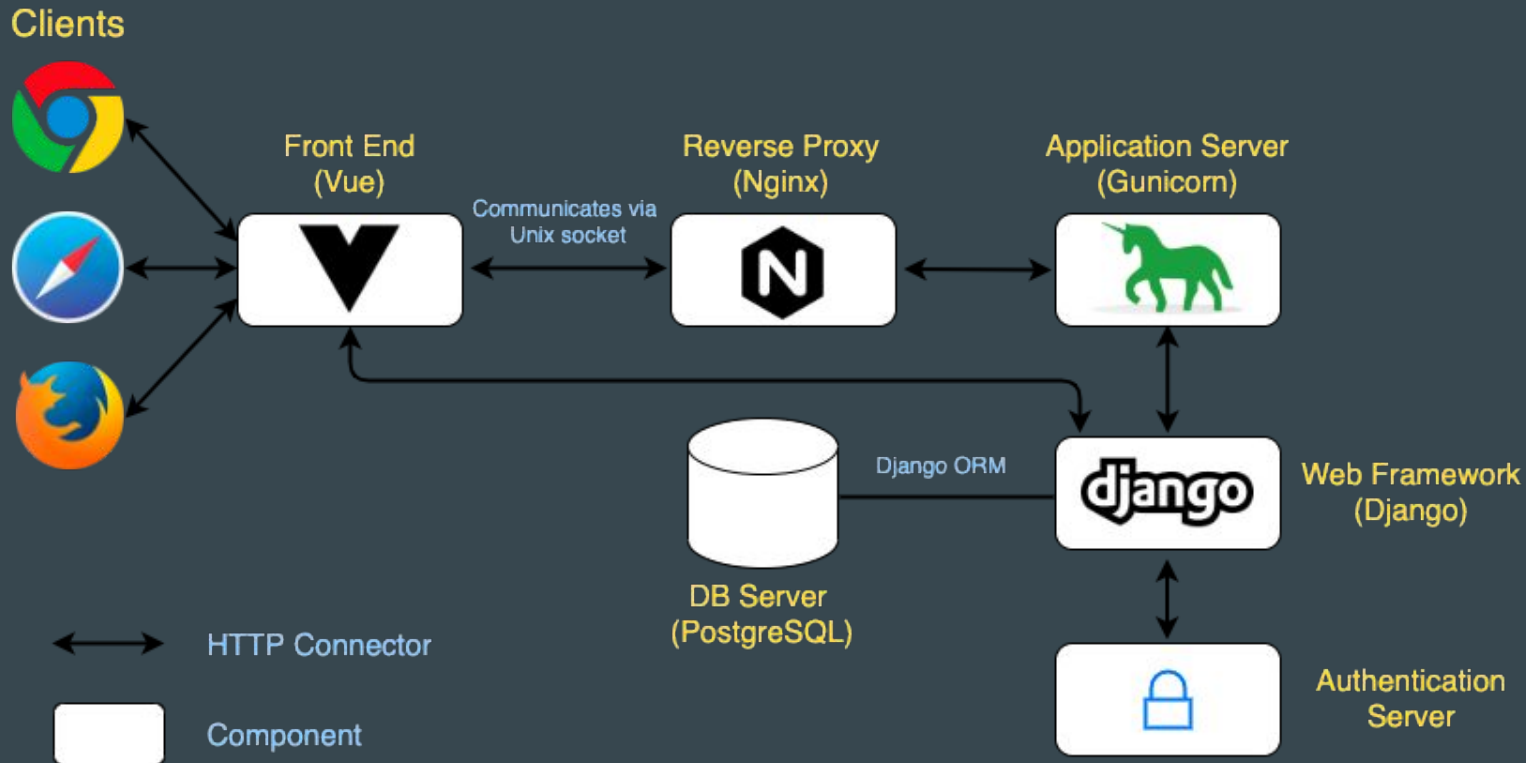 Clients
Front End
(Vue)
Reverse Proxy
(Nginx)
Application Server
(Gunicorn)
Communicates via
Unix socket
N
Django ORM
django
Web Framework
(Django)
DB Server
(PostgreSQL)
HTTP Connector
Authentication
Server
Component